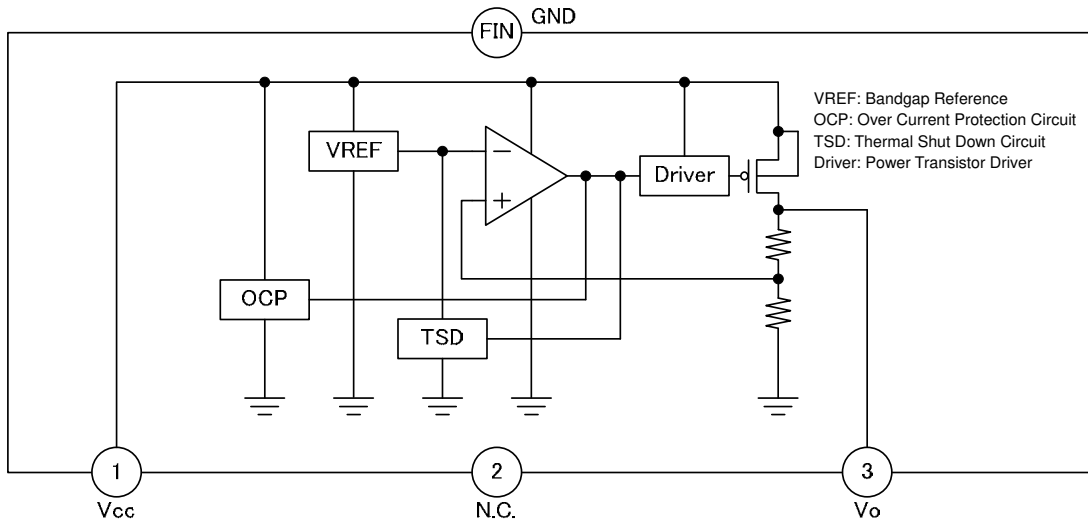 FIN GND
VREF: Bandgap Reference
OCP: Over Current Protection Circuit
TSD: Thermal Shut Down Circuit
Driver: Power Transistor Driver
VREF
−
+
Driver
OCP
TSD
1
2
3
Vcc
N.C.
Vo